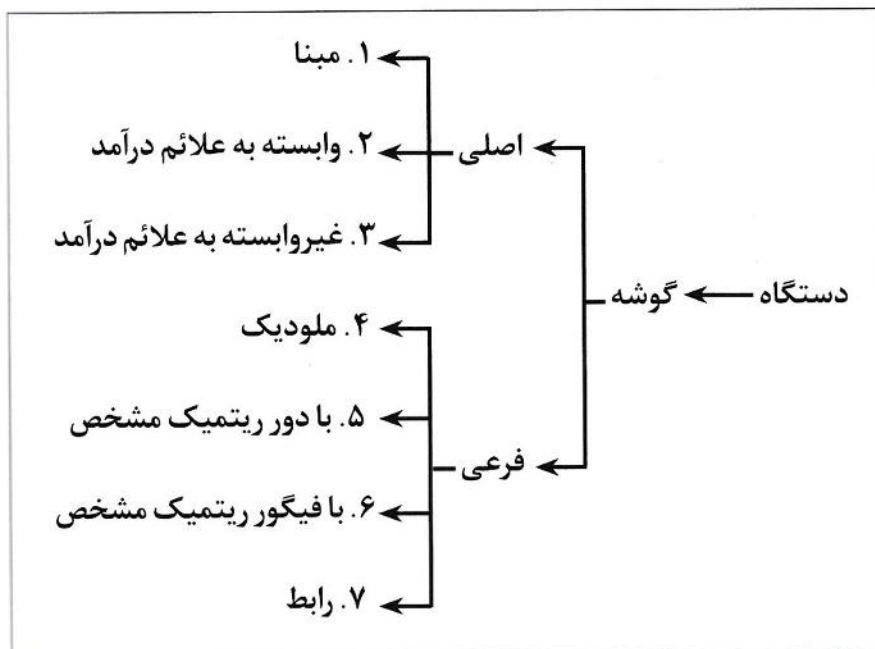 دستگاه
گوشه
اصلی
۱. مبنا
۲. وابسته به علائم درآمد
۳. غیروابسته به علائم درآمد
فرعی
۴. ملودیک
۵. با دور ریتمیک مشخص
۶. با فیگور ریتمیک مشخص
۷. رابط